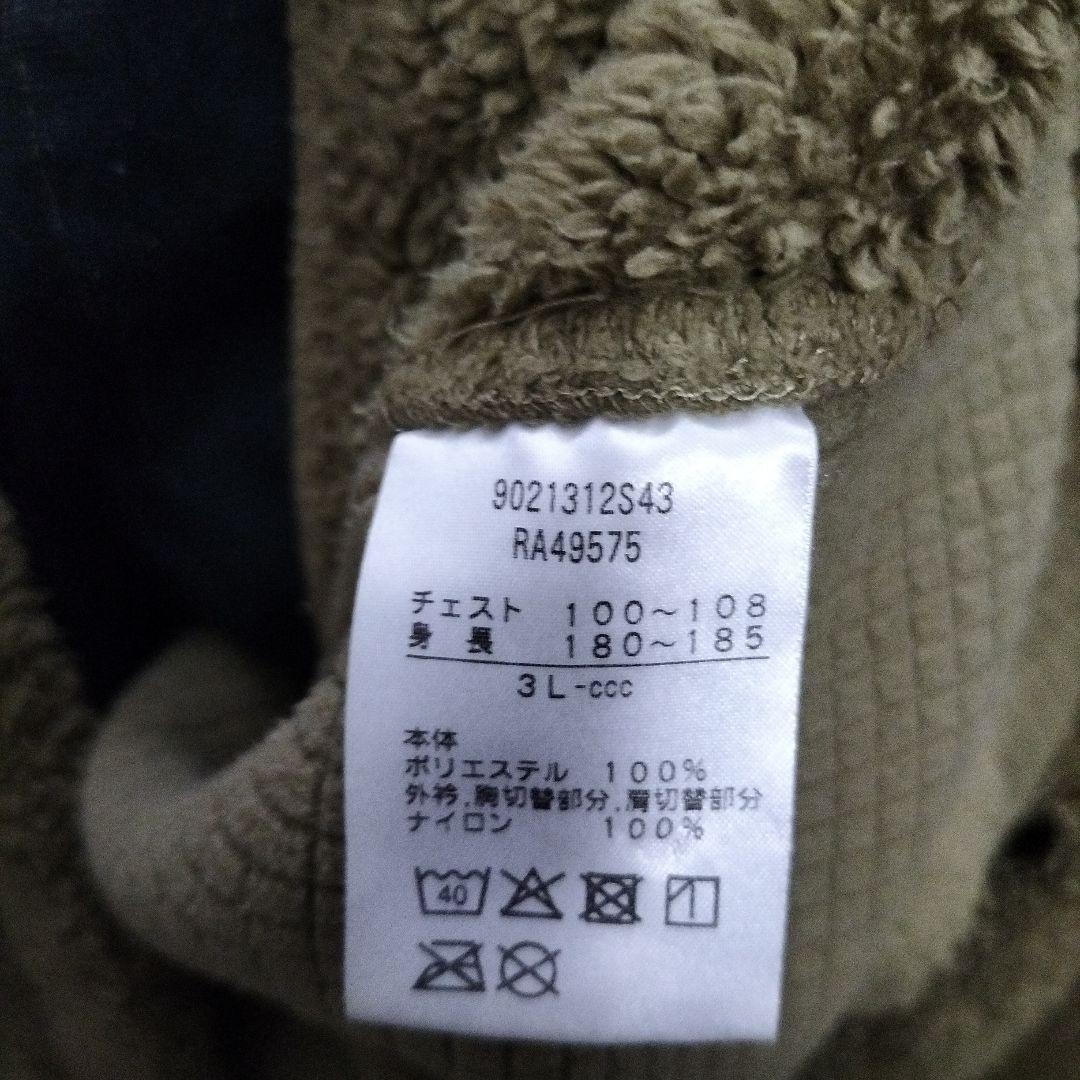 9021312S43
RA49575
チェスト 100～108
身長 180～185
3L-ccc
本体
ポリエステル 100%
外衿,胸切替部分,肩切替部分
ナイロン 100%
40